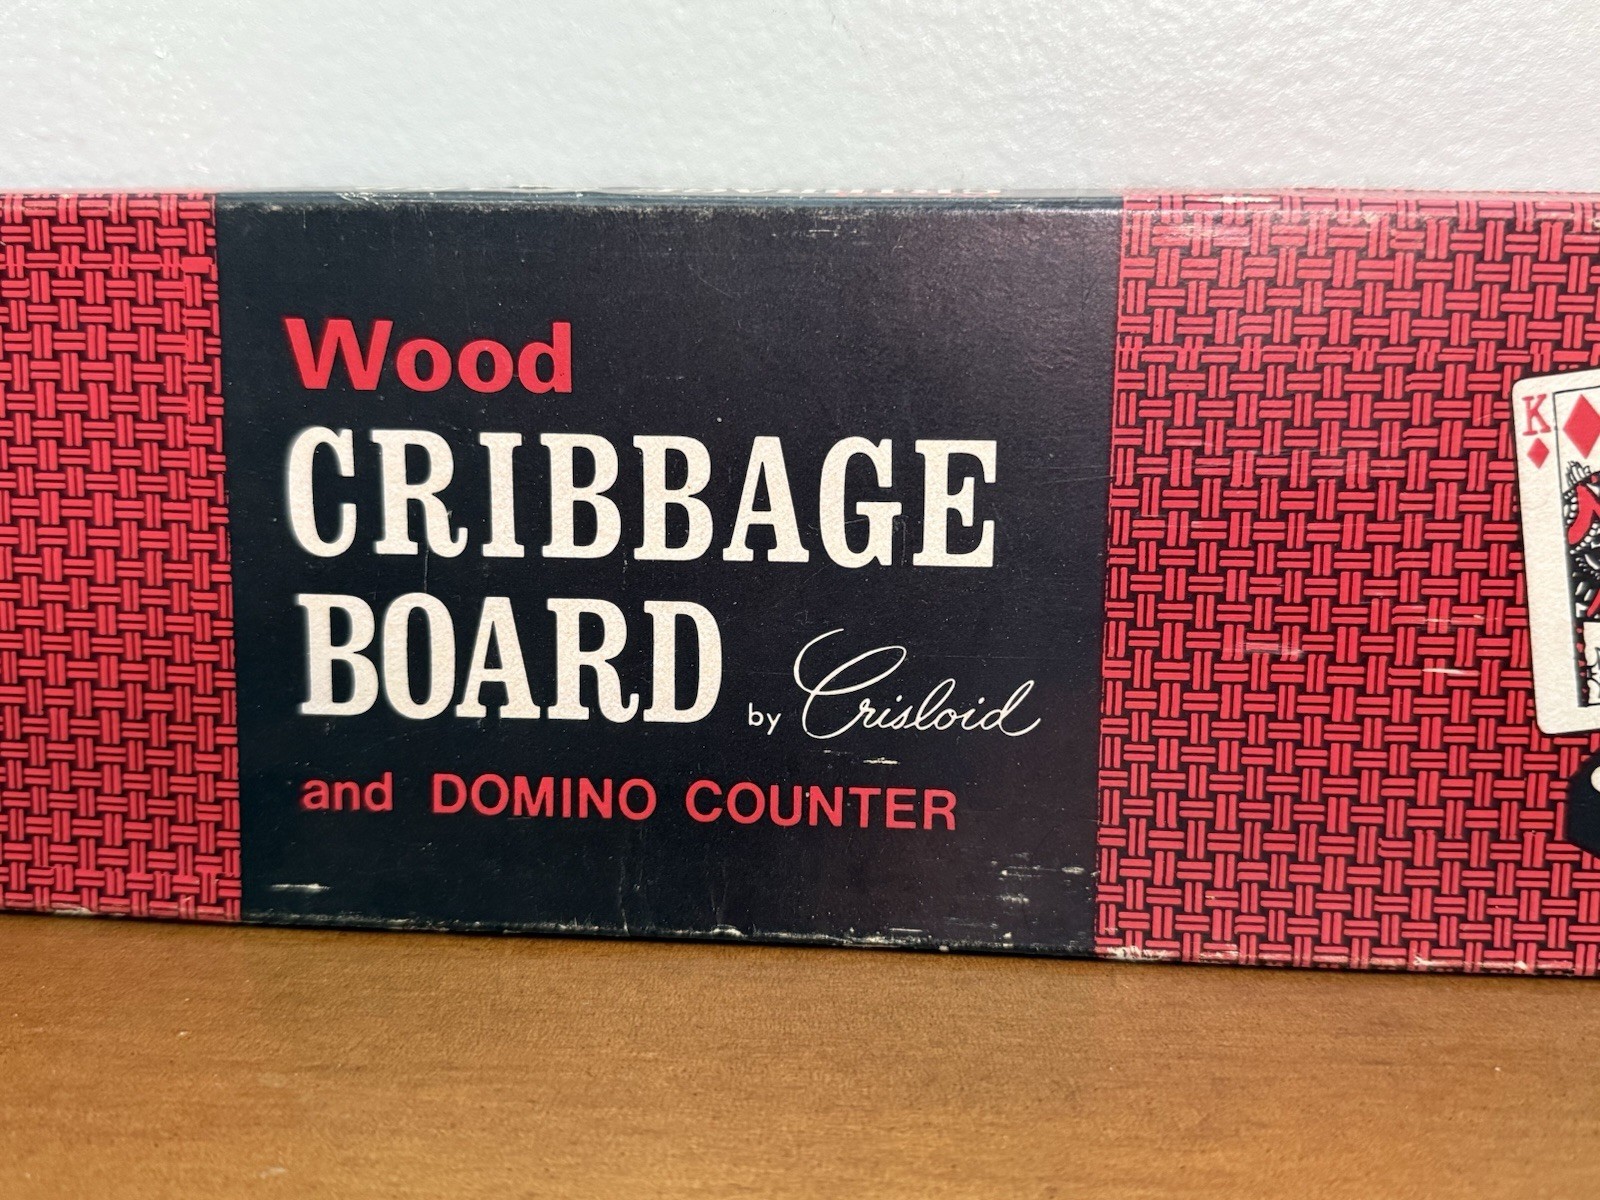 Wood
CRIBBAGE
BOARD by Crisloid
and DOMINO COUNTER
K